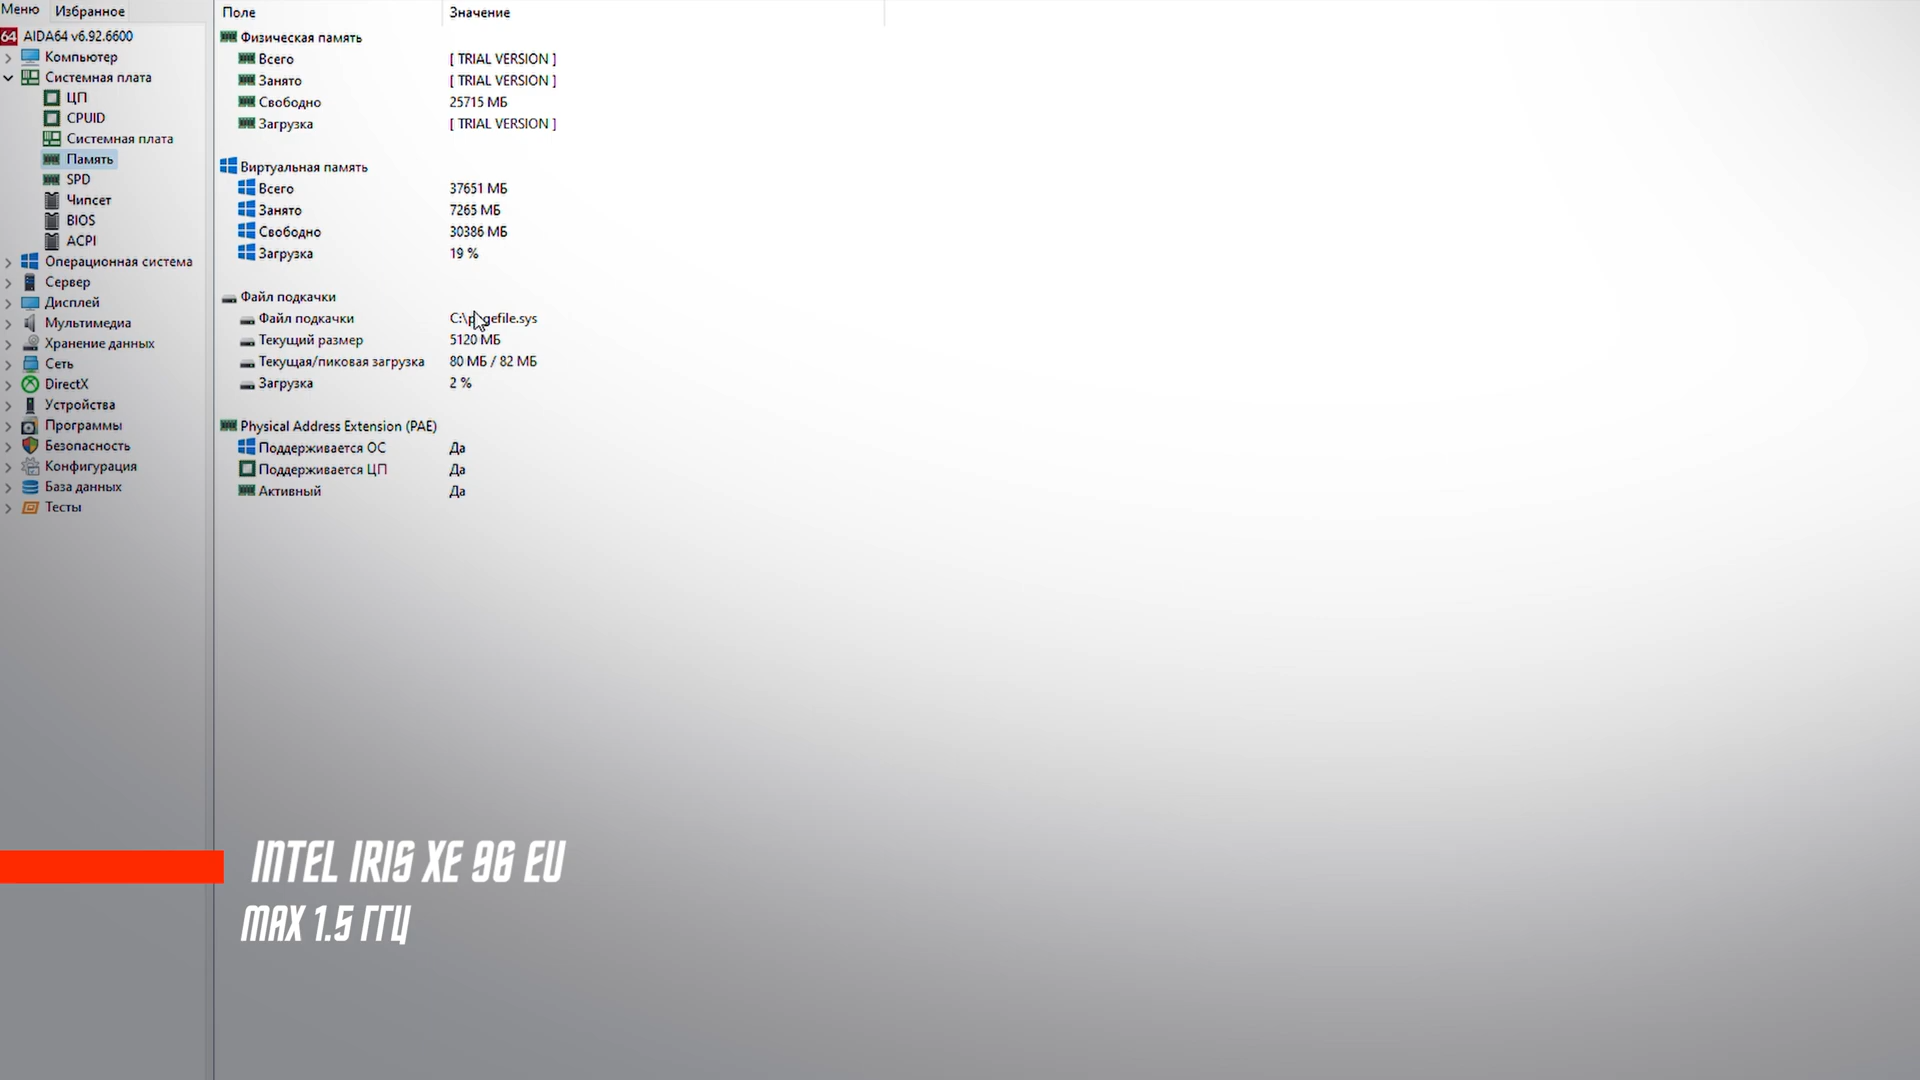 Меню Избранное
Поле Значение
AIDA64 v6.92.6600
Компьютер
Системная плата
ЦП
CPUID
Системная плата
Память
SPD
Чипсет
BIOS
ACPI
Операционная система
Сервер
Дисплей
Мультимедиа
Хранение данных
Сеть
DirectX
Устройства
Программы
Безопасность
Конфигурация
База данных
Тесты
Физическая память
Всего [ TRIAL VERSION ]
Занято [ TRIAL VERSION ]
Свободно 25715 МБ
Загрузка [ TRIAL VERSION ]
Виртуальная память
Всего 37651 МБ
Занято 7265 МБ
Свободно 30386 МБ
Загрузка 19 %
Файл подкачки
Файл подкачки C:\pagefile.sys
Текущий размер 5120 МБ
Текущая/пиковая загрузка 80 МБ / 82 МБ
Загрузка 2 %
Physical Address Extension (PAE)
Поддерживается ОС Да
Поддерживается ЦП Да
Активный Да
INTEL IRIS XE 96 EU
MAX 1.5 ГГЦ